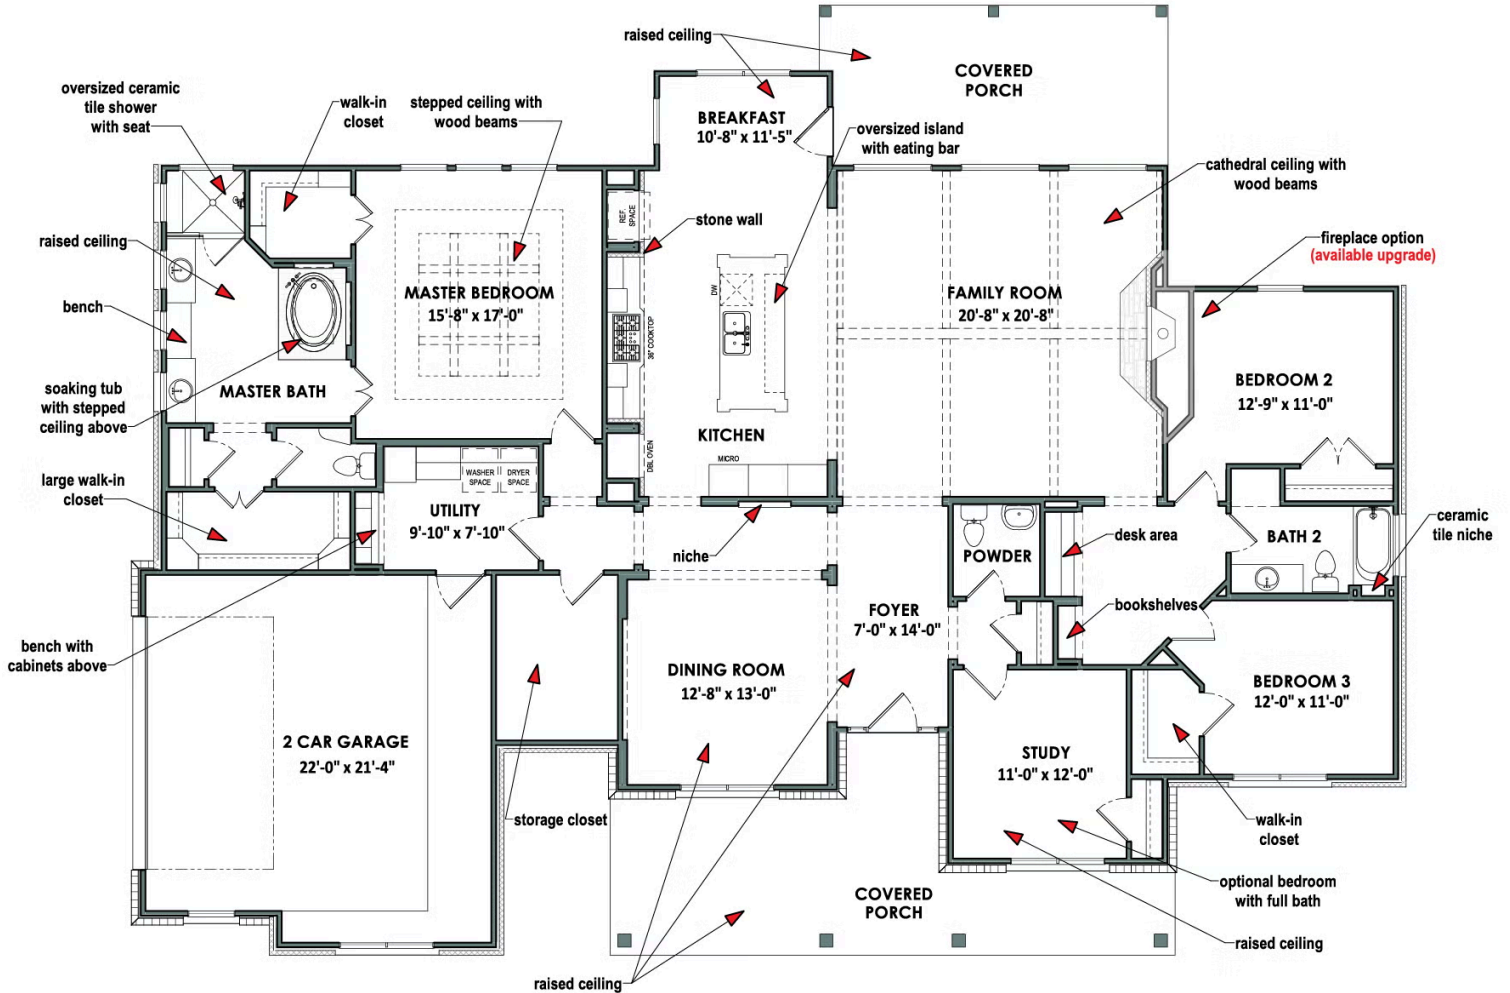 raised ceiling
COVERED
PORCH
oversized ceramic
tile shower
with seat
walk-in
closet
stepped ceiling with
wood beams
BREAKFAST
10'-8" x 11'-5"
oversized island
with eating bar
cathedral ceiling with
wood beams
REF.
SPACE
stone wall
raised ceiling
fireplace option
(available upgrade)
bench
MASTER BEDROOM
15'-8" x 17'-0"
DW
FAMILY ROOM
20'-8" x 20'-8"
36" COOKTOP
soaking tub
with stepped
ceiling above
MASTER BATH
BEDROOM 2
12'-9" x 11'-0"
KITCHEN
DBL OVEN
MICRO
large walk-in
closet
WASHER
SPACE
DRYER
SPACE
UTILITY
9'-10" x 7'-10"
niche
POWDER
desk area
BATH 2
ceramic
tile niche
bookshelves
FOYER
7'-0" x 14'-0"
bench with
cabinets above
DINING ROOM
12'-8" x 13'-0"
BEDROOM 3
12'-0" x 11'-0"
2 CAR GARAGE
22'-0" x 21'-4"
STUDY
11'-0" x 12'-0"
storage closet
walk-in
closet
COVERED
PORCH
optional bedroom
with full bath
raised ceiling
raised ceiling